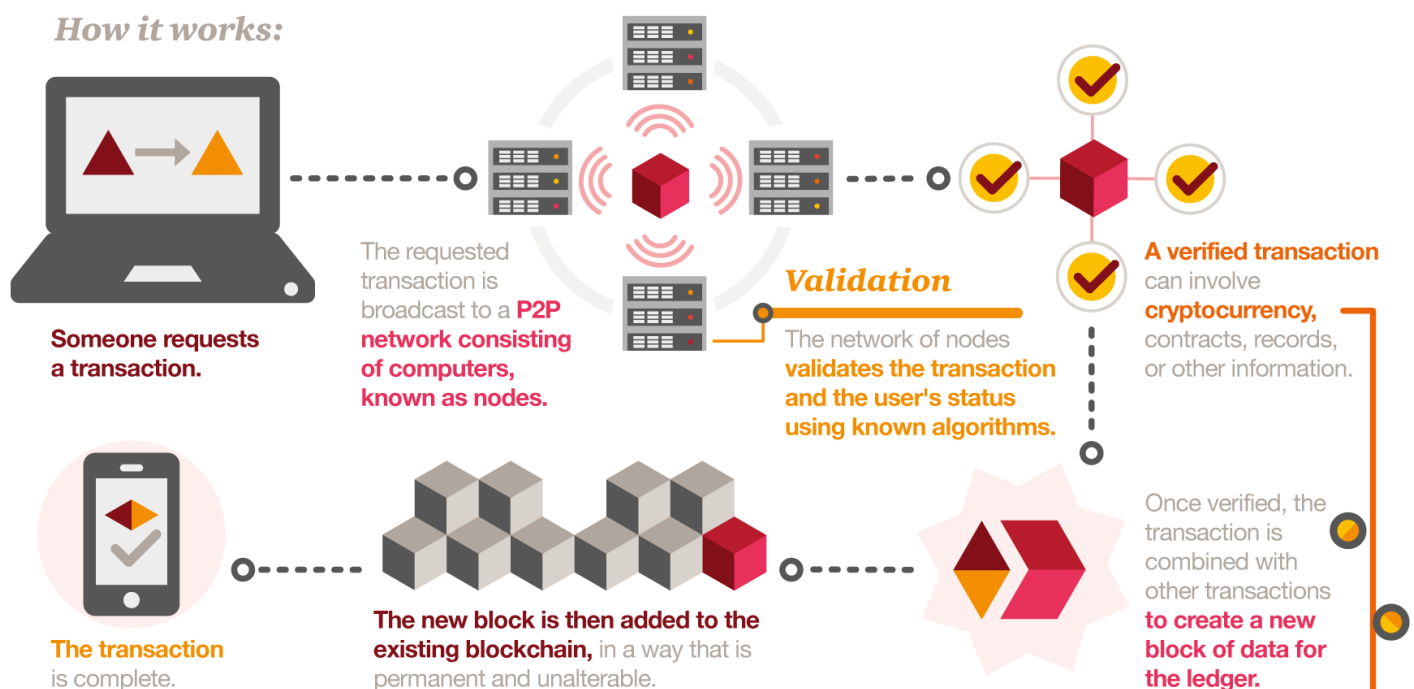 How it works:
Someone requests
a transaction.
The requested
transaction is
broadcast to a P2P
network consisting
of computers,
known as nodes.
Validation
The network of nodes
validates the transaction
and the user's status
using known algorithms.
A verified transaction
can involve
cryptocurrency,
contracts, records,
or other information.
Once verified, the
transaction is
combined with
other transactions
to create a new
block of data for
the ledger.
The new block is then added to the
existing blockchain, in a way that is
permanent and unalterable.
The transaction
is complete.